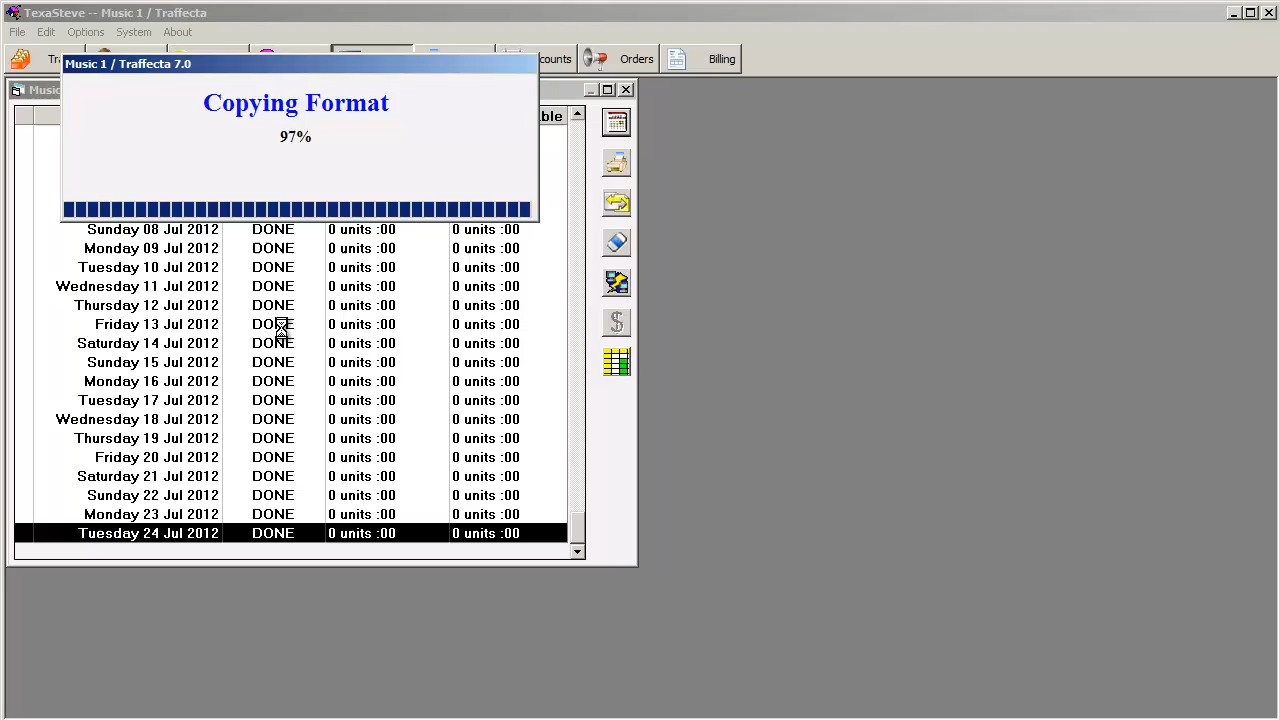 TexaSteve -- Music 1 / Traffecta
File Edit Options System About
Orders Billing
Music 1 / Traffecta 7.0
Copying Format
97%
Music
Sunday 08 Jul 2012 DONE 0 units :00 0 units :00
Monday 09 Jul 2012 DONE 0 units :00 0 units :00
Tuesday 10 Jul 2012 DONE 0 units :00 0 units :00
Wednesday 11 Jul 2012 DONE 0 units :00 0 units :00
Thursday 12 Jul 2012 DONE 0 units :00 0 units :00
Friday 13 Jul 2012 DONE 0 units :00 0 units :00
Saturday 14 Jul 2012 DONE 0 units :00 0 units :00
Sunday 15 Jul 2012 DONE 0 units :00 0 units :00
Monday 16 Jul 2012 DONE 0 units :00 0 units :00
Tuesday 17 Jul 2012 DONE 0 units :00 0 units :00
Wednesday 18 Jul 2012 DONE 0 units :00 0 units :00
Thursday 19 Jul 2012 DONE 0 units :00 0 units :00
Friday 20 Jul 2012 DONE 0 units :00 0 units :00
Saturday 21 Jul 2012 DONE 0 units :00 0 units :00
Sunday 22 Jul 2012 DONE 0 units :00 0 units :00
Monday 23 Jul 2012 DONE 0 units :00 0 units :00
Tuesday 24 Jul 2012 DONE 0 units :00 0 units :00